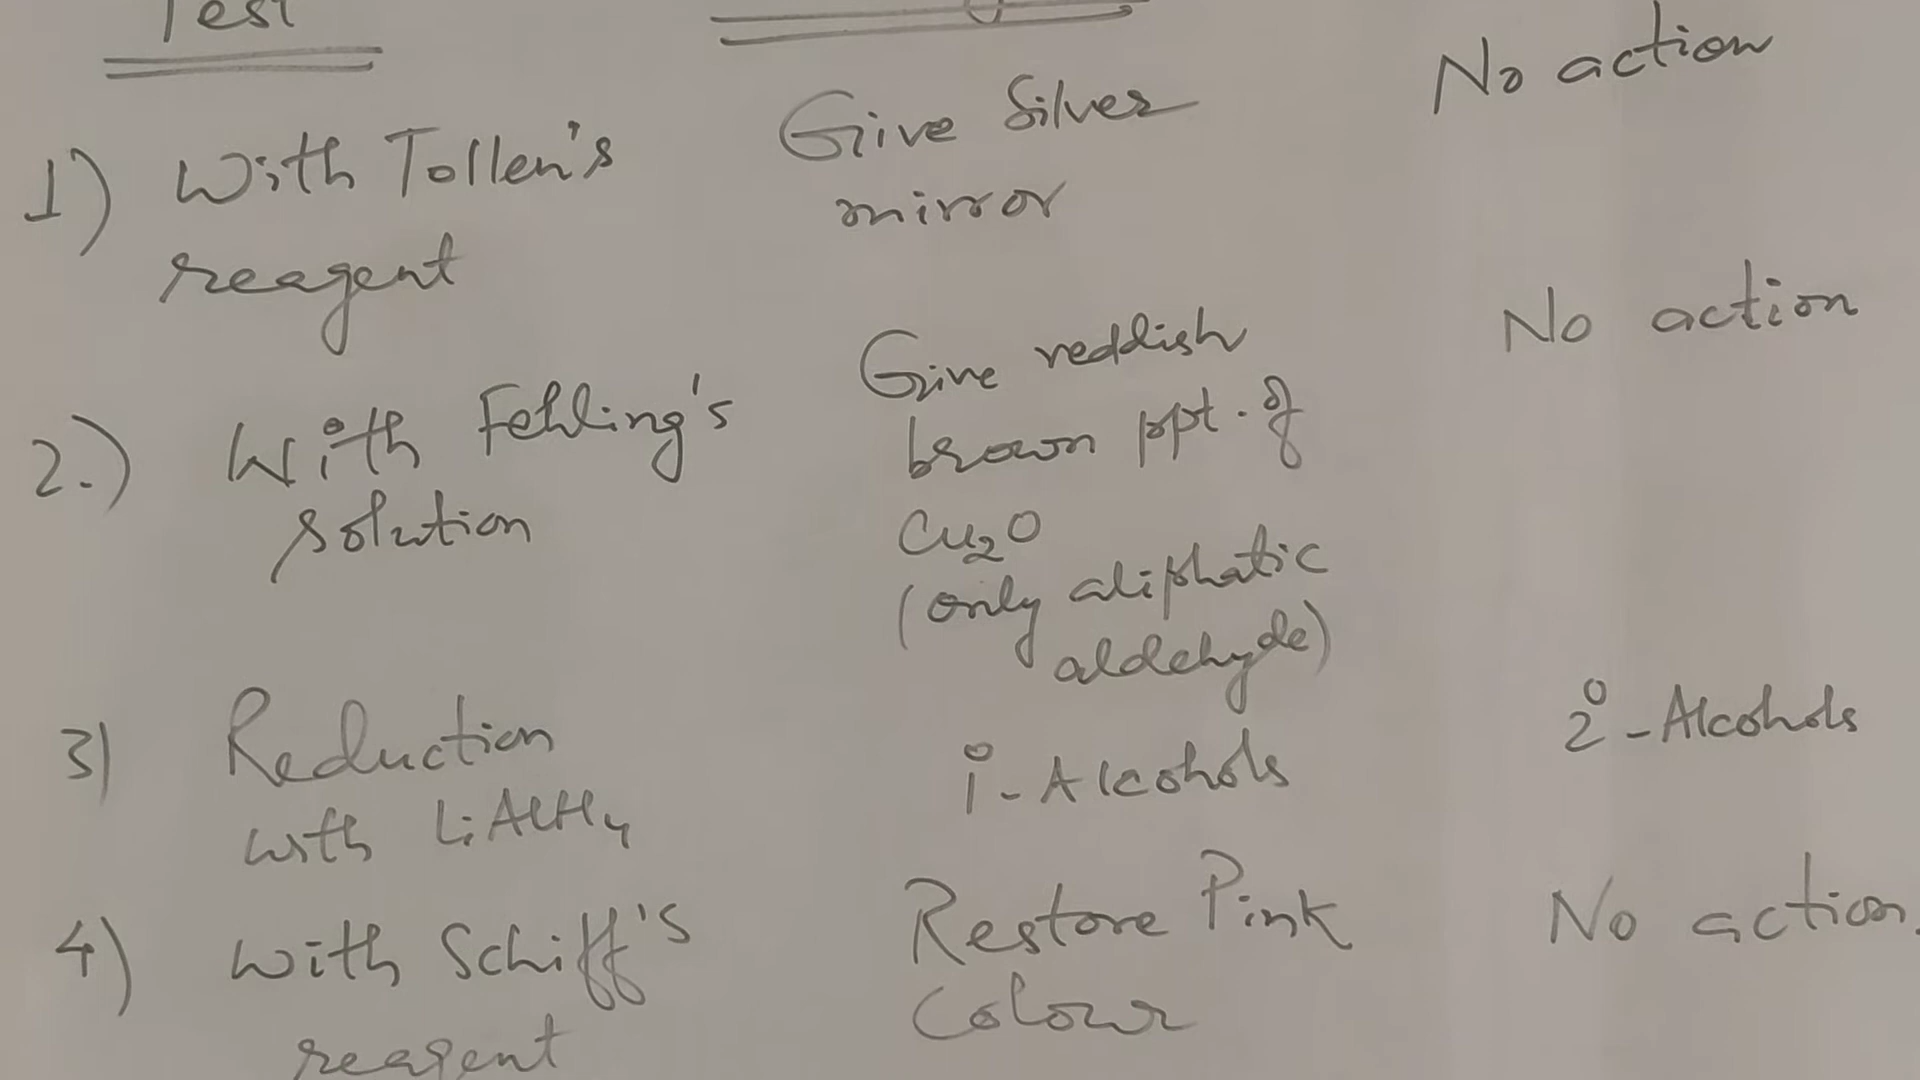 Test
No action
Give Silver
1) With Tollen's
mirror
reagent
No action
Give reddish
2.) With Fehling's
brown ppt. of
solution
Cu₂O
(only aliphatic
aldehyde)
3) Reduction
1°-Alcohols
2°-Alcohols
with LiAlH4
4) with Schiff's
Restore Pink
No action.
reagent
Colour